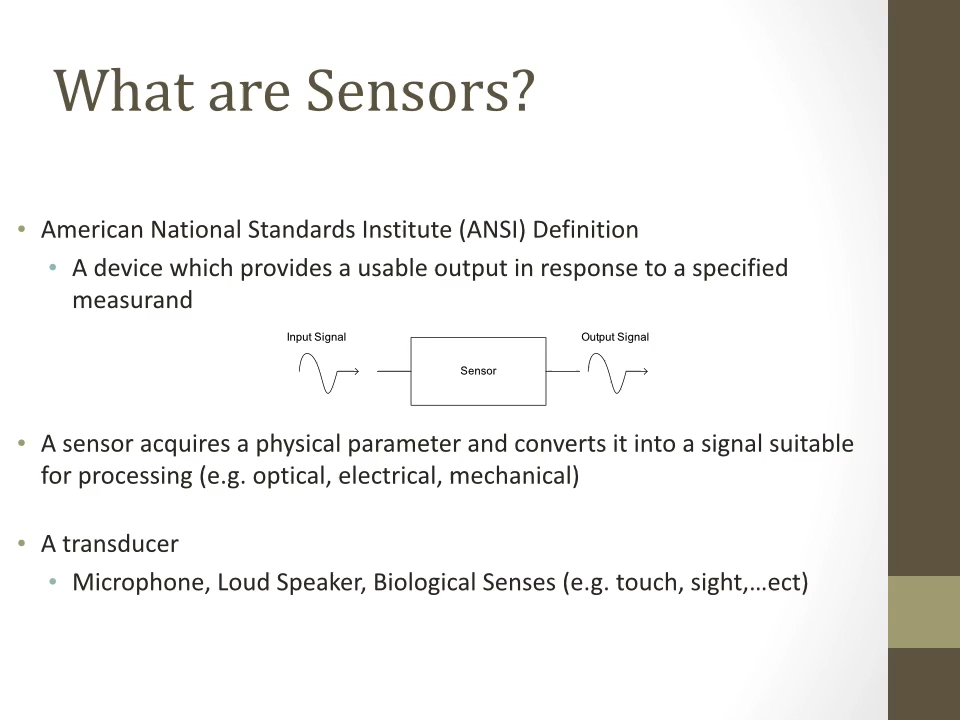 What are Sensors?
• American National Standards Institute (ANSI) Definition
• A device which provides a usable output in response to a specified
measurand
Input Signal
Sensor
Output Signal
• A sensor acquires a physical parameter and converts it into a signal suitable
for processing (e.g. optical, electrical, mechanical)
• A transducer
• Microphone, Loud Speaker, Biological Senses (e.g. touch, sight,…ect)